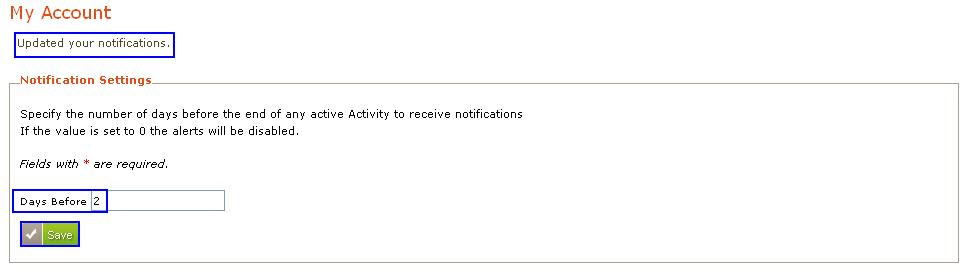 My Account
Updated your notifications.
Notification Settings
Specify the number of days before the end of any active Activity to receive notifications
If the value is set to 0 the alerts will be disabled.
Fields with * are required.
Days Before 2
Save